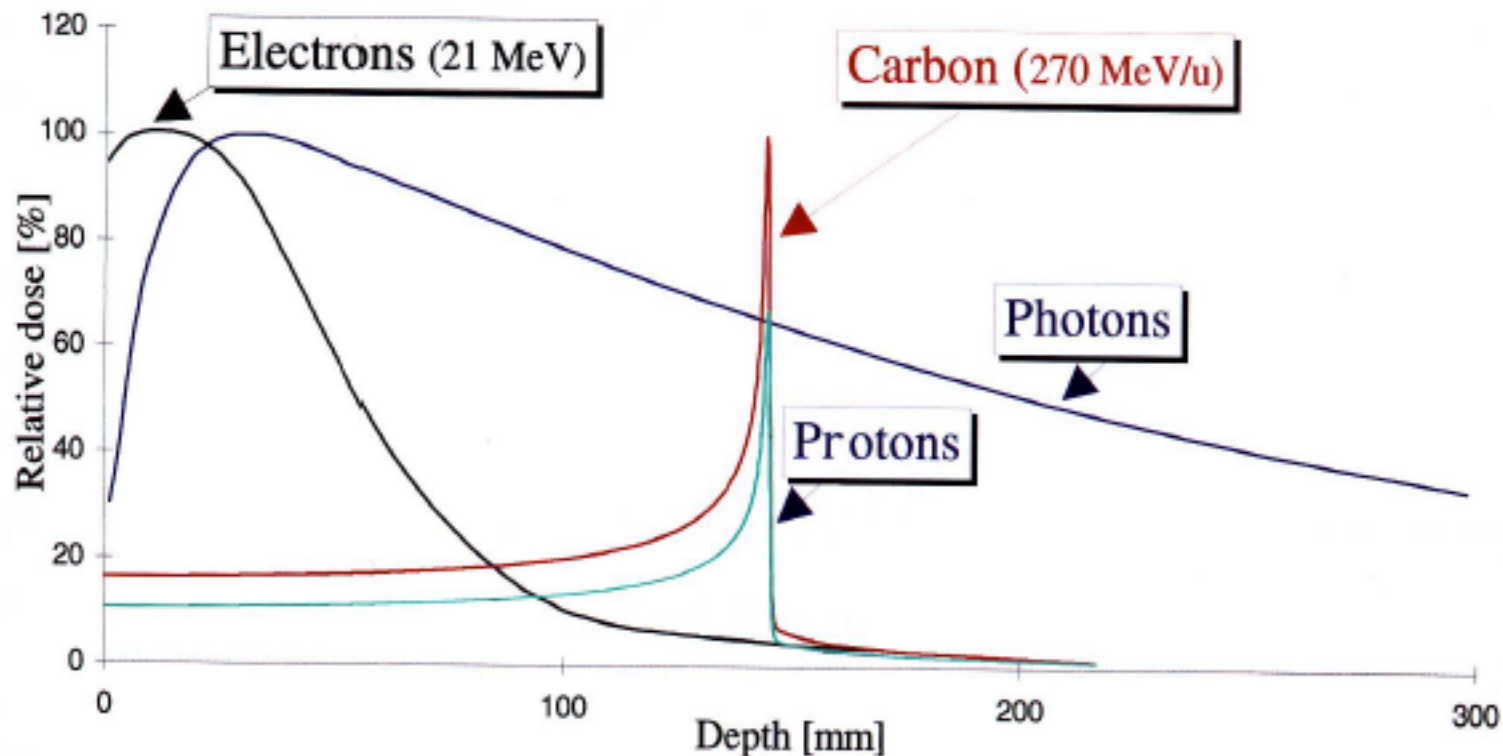 120
Electrons (21 MeV)
Carbon (270 MeV/u)
100
80
Relative dose [%]
60
Photons
40
Protons
20
0
0
100
200
300
Depth [mm]